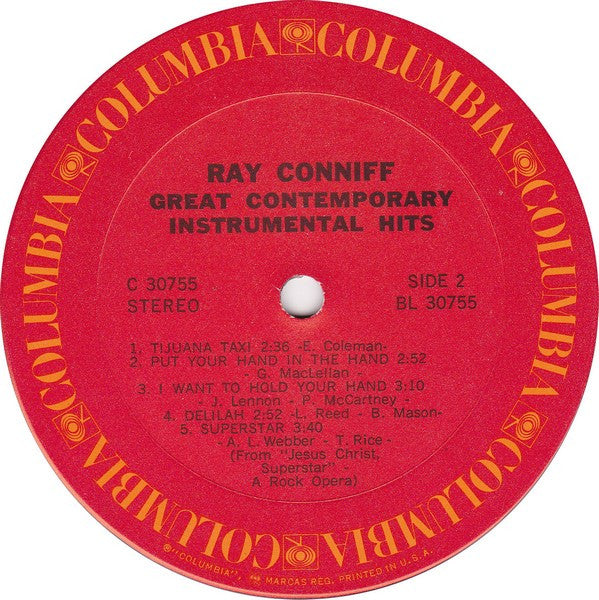 COLUMBIA COLUMBIA COLUMBIA COLUMBIA COLUMBIA COLUMBIA
RAY CONNIFF
GREAT CONTEMPORARY
INSTRUMENTAL HITS
C 30755 SIDE 2
STEREO BL 30755
1. TIJUANA TAXI 2:36 -E. Coleman-
2. PUT YOUR HAND IN THE HAND 2:52
- G. MacLellan -
3. I WANT TO HOLD YOUR HAND 3:10
- J. Lennon - P. McCartney -
4. DELILAH 2:52 -L. Reed - B. Mason-
5. SUPERSTAR 3:40
- A. L. Webber - T. Rice -
(From "Jesus Christ,
Superstar" -
A Rock Opera)
℗"COLUMBIA", MARCAS REG. PRINTED IN U.S.A.